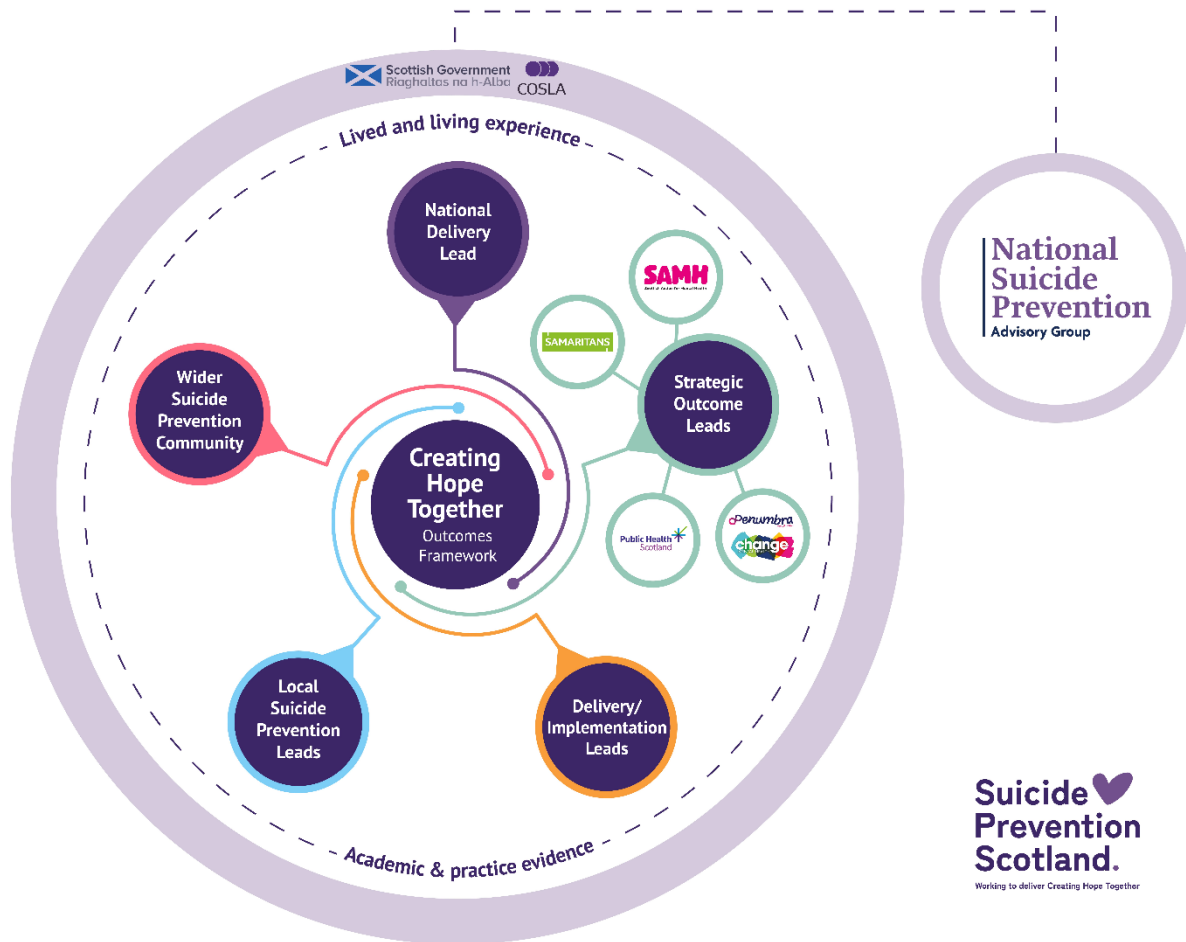 Scottish Government
Riaghaltas na h-Alba
COSLA
Lived and living experience
National
Delivery
Lead
SAMH
SAMARITANS
Strategic
Outcome
Leads
Public Health
Scotland
Penumbra
change
Wider
Suicide
Prevention
Community
Creating
Hope
Together
Outcomes
Framework
Local
Suicide
Prevention
Leads
Delivery/
Implementation
Leads
Academic & practice evidence
National
Suicide
Prevention
Advisory Group
Suicide
Prevention
Scotland.
Working to deliver Creating Hope Together